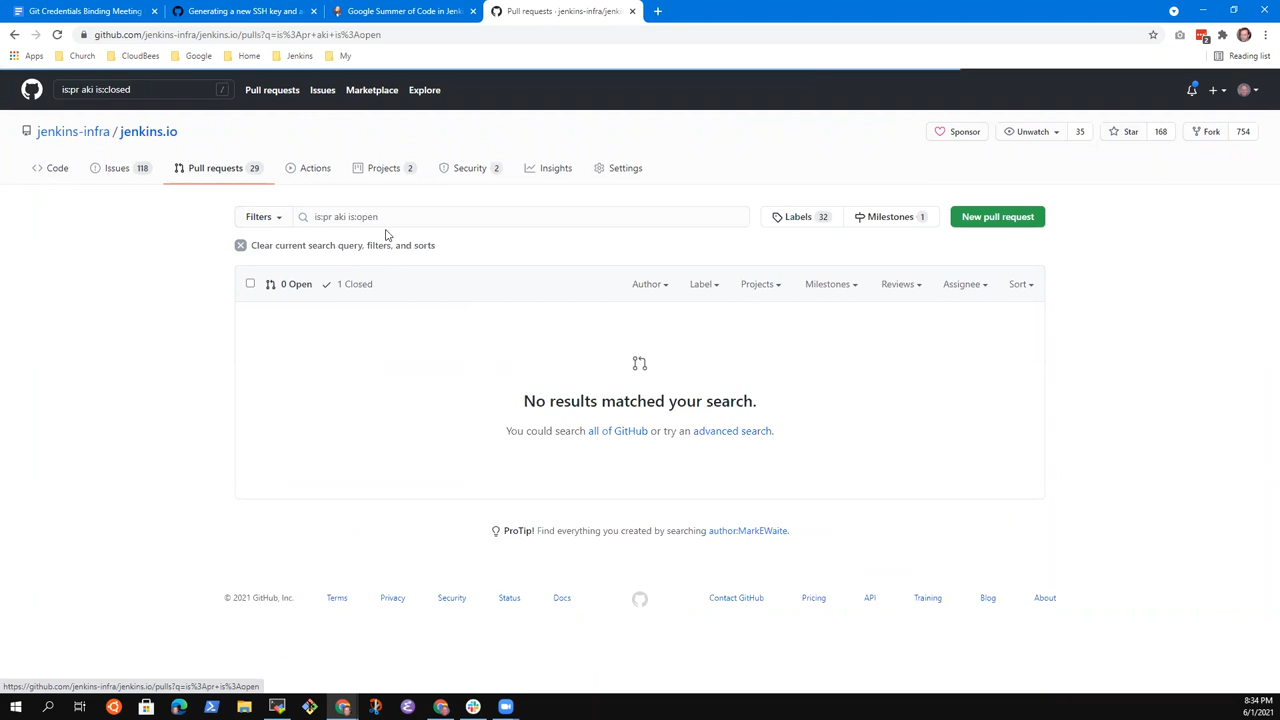 Git Credentials Binding Meeting
Generating a new SSH key and a
Google Summer of Code in Jenki
Pull requests · jenkins-infra/jenki
github.com/jenkins-infra/jenkins.io/pulls?q=is%3Apr+aki+is%3Aopen
2
Apps
Church
CloudBees
Google
Home
Jenkins
My
Reading list
is:pr aki is:closed
/
Pull requests
Issues
Marketplace
Explore
jenkins-infra / jenkins.io
Sponsor
Unwatch 35
Star 168
Fork 754
Code
Issues 118
Pull requests 29
Actions
Projects 2
Security 2
Insights
Settings
Filters
is:pr aki is:open
Labels 32
Milestones 1
New pull request
Clear current search query, filters, and sorts
0 Open
1 Closed
Author
Label
Projects
Milestones
Reviews
Assignee
Sort
No results matched your search.
You could search all of GitHub or try an advanced search.
ProTip! Find everything you created by searching author:MarkEWaite.
© 2021 GitHub, Inc.
Terms
Privacy
Security
Status
Docs
Contact GitHub
Pricing
API
Training
Blog
About
https://github.com/jenkins-infra/jenkins.io/pulls?q=is%3Apr+is%3Aopen
8:34 PM
6/1/2021